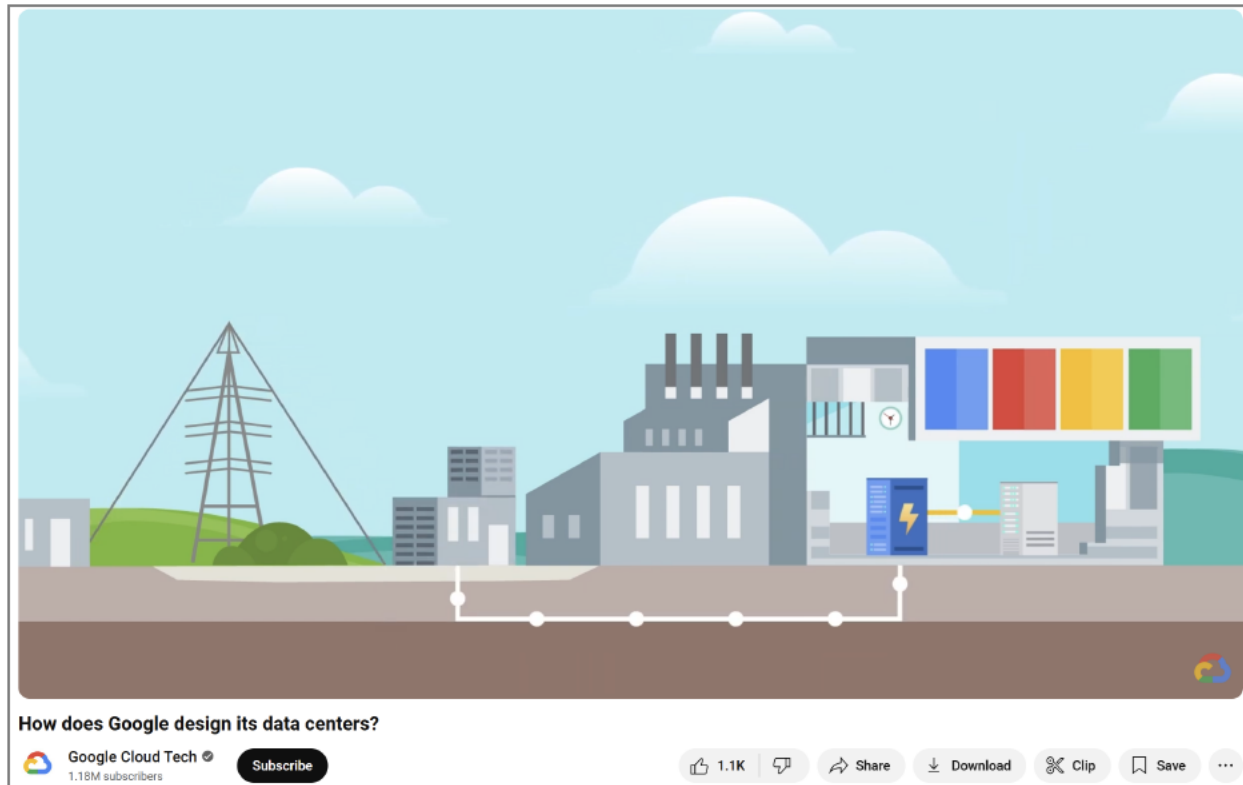 How does Google design its data centers?
Google Cloud Tech
1.18M subscribers
Subscribe
1.1K
Share
Download
Clip
Save